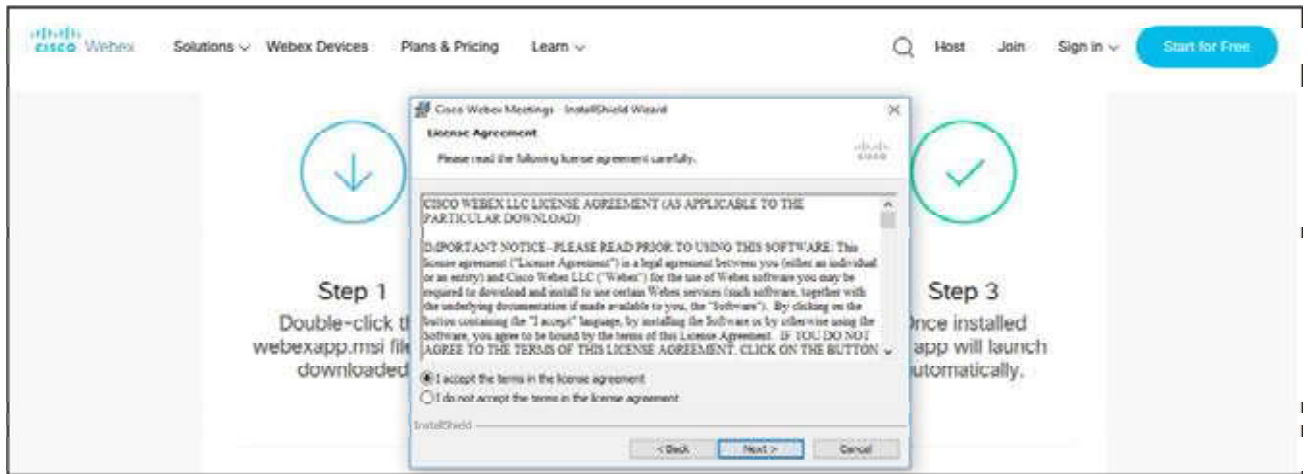 CISCO Webex Solutions Webex Devices Plans & Pricing Learn Host Join Sign in Start for Free
Cisco Webex Meetings - InstallShield Wizard
License Agreement
Please read the following license agreement carefully.
CISCO
CISCO WEBEX LLC LICENSE AGREEMENT (AS APPLICABLE TO THE
PARTICULAR DOWNLOAD)
IMPORTANT NOTICE--PLEASE READ PRIOR TO USING THIS SOFTWARE: This
license agreement ("License Agreement") is a legal agreement between you (either an individual
or an entity) and Cisco Webex LLC ("Webex") for the use of Webex software you may be
required to download and install to use certain Webex services (such software, together with
the underlying documentation if made available to you, the "Software"). By clicking on the
button containing the "I accept" language, by installing the Software or by otherwise using the
Software, you agree to be bound by the terms of this License Agreement. IF YOU DO NOT
AGREE TO THE TERMS OF THIS LICENSE AGREEMENT, CLICK ON THE BUTTON
I accept the terms in the license agreement
I do not accept the terms in the license agreement
InstallShield
< Back Next > Cancel
Step 1
Double-click t
webexapp.msi file
downloaded
Step 3
Once installed
app will launch
utomatically.